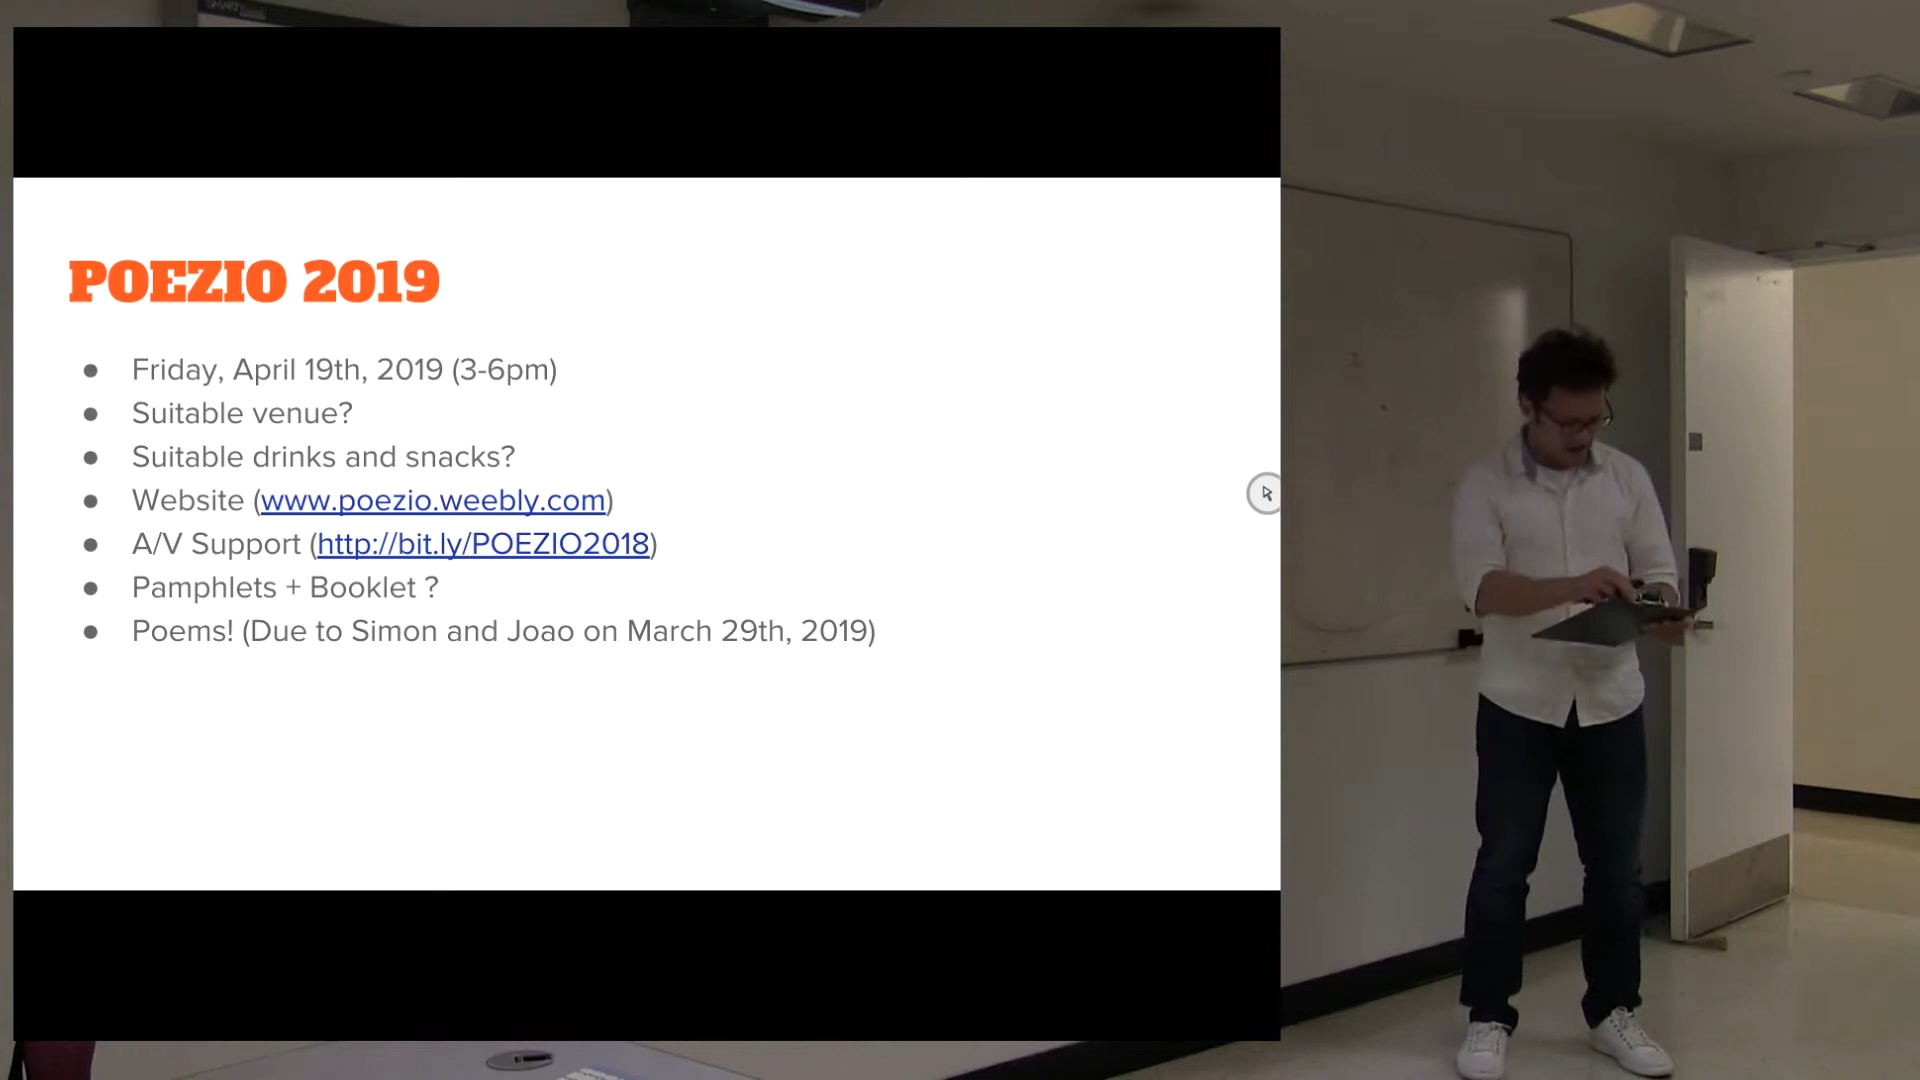 SMART
POEZIO 2019
● Friday, April 19th, 2019 (3-6pm)
● Suitable venue?
● Suitable drinks and snacks?
● Website (www.poezio.weebly.com)
● A/V Support (http://bit.ly/POEZIO2018)
● Pamphlets + Booklet ?
● Poems! (Due to Simon and Joao on March 29th, 2019)